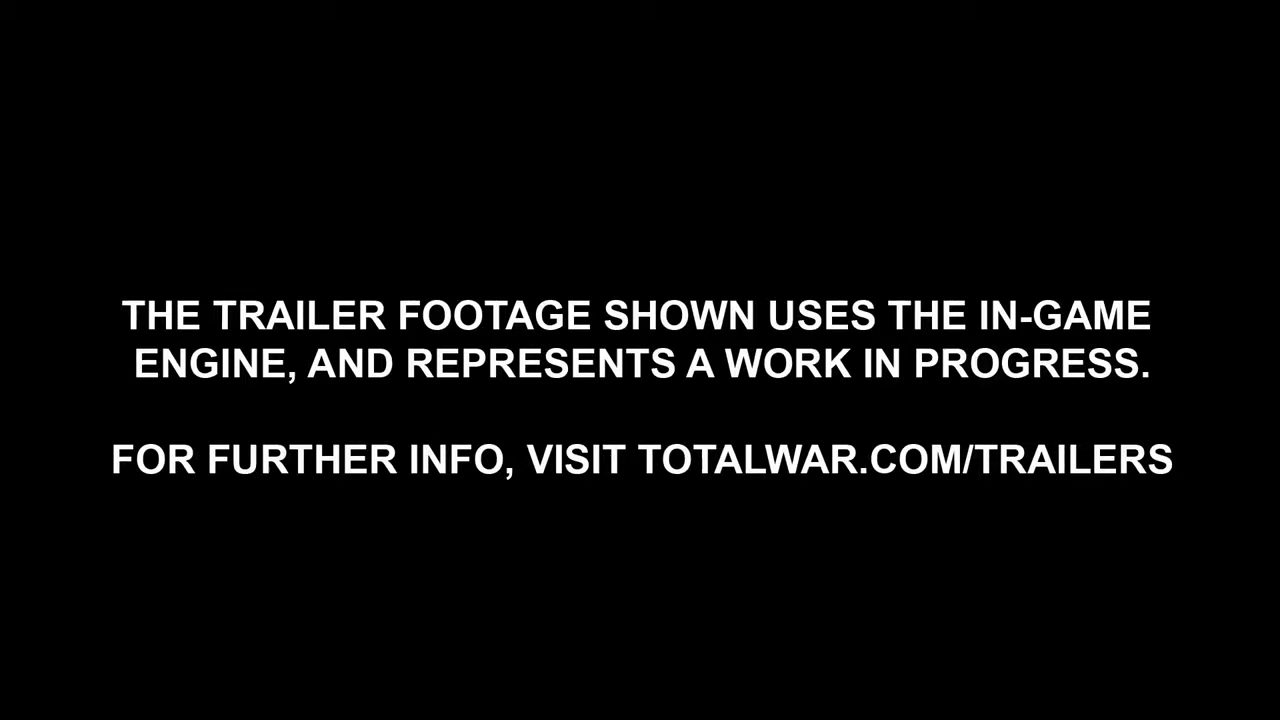 THE TRAILER FOOTAGE SHOWN USES THE IN-GAME
ENGINE, AND REPRESENTS A WORK IN PROGRESS.
FOR FURTHER INFO, VISIT TOTALWAR.COM/TRAILERS